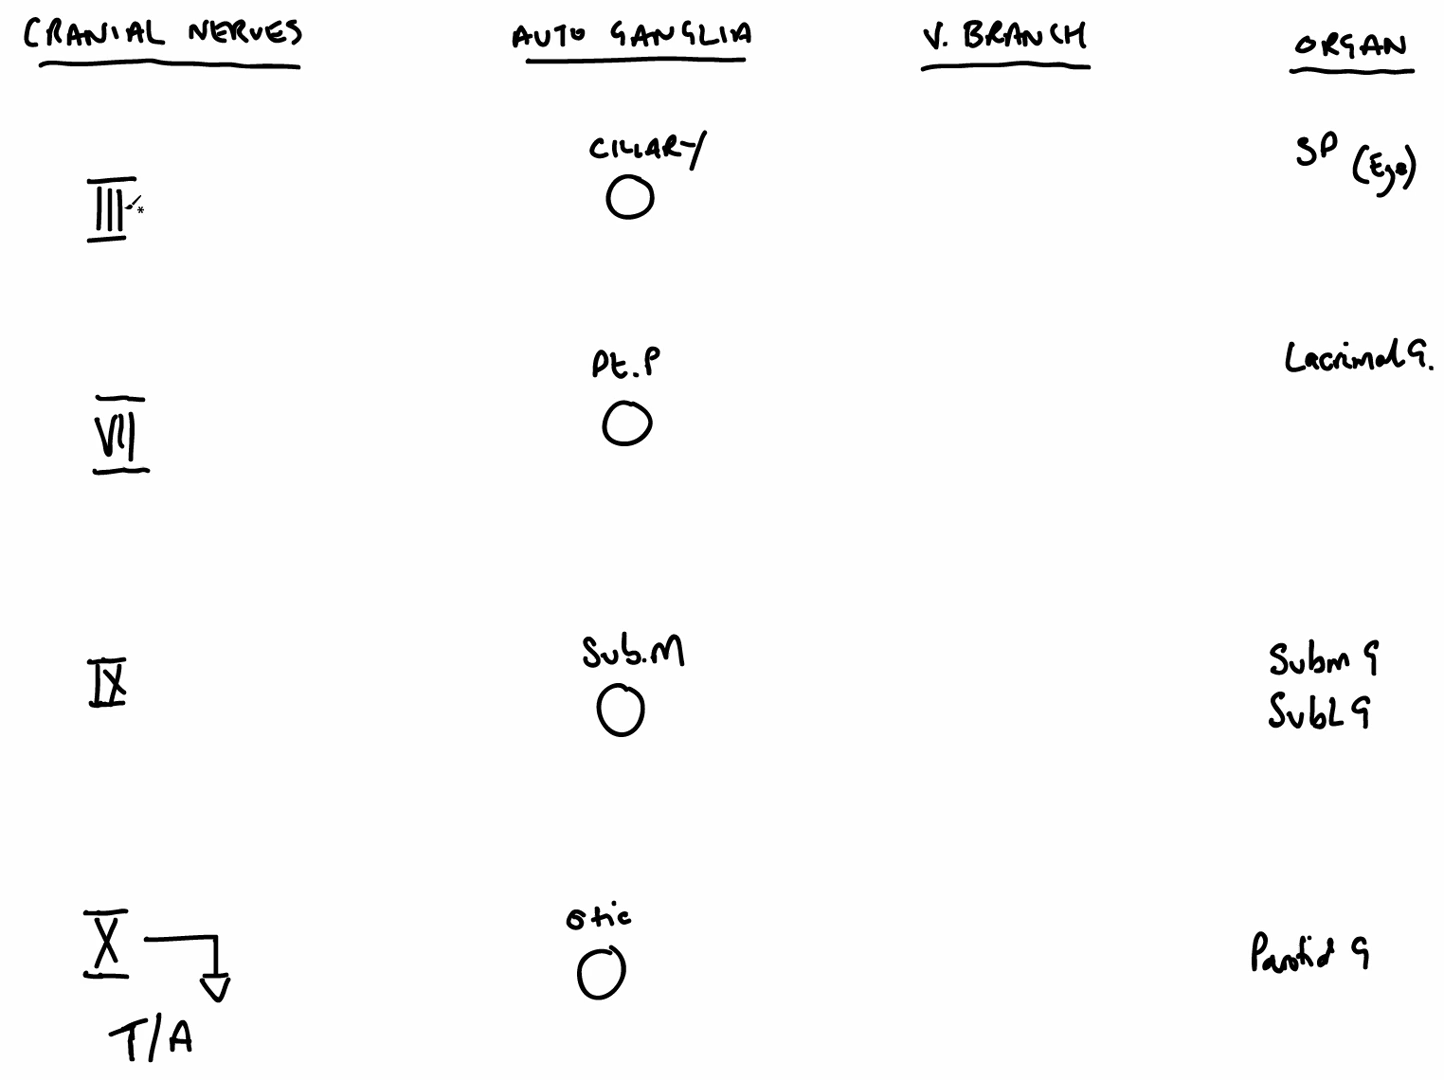 CRANIAL NERVES
AUTO GANGLIA
V. BRANCH
ORGAN
III
CILIARY
SP (Eye)
VII
Pt.P
Lacrimal G.
IX
Sub.M
Subm G
SubL G
X
T/A
Otic
Parotid G